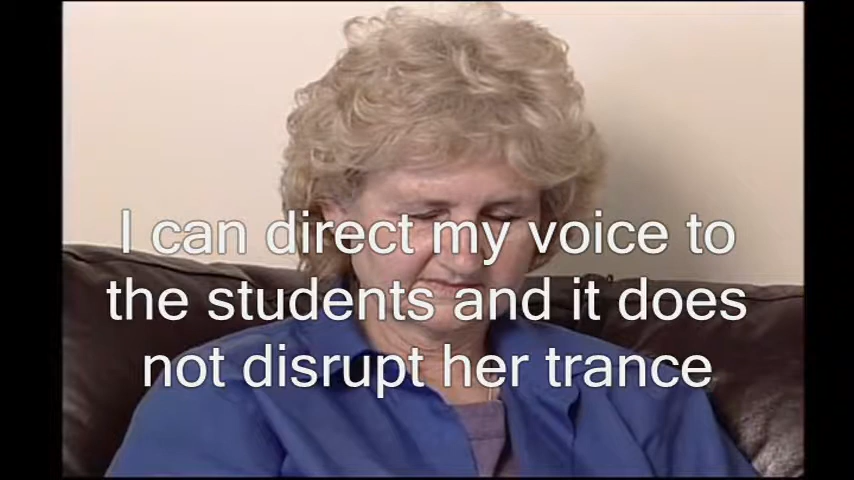 I can direct my voice to
the students and it does
not disrupt her trance